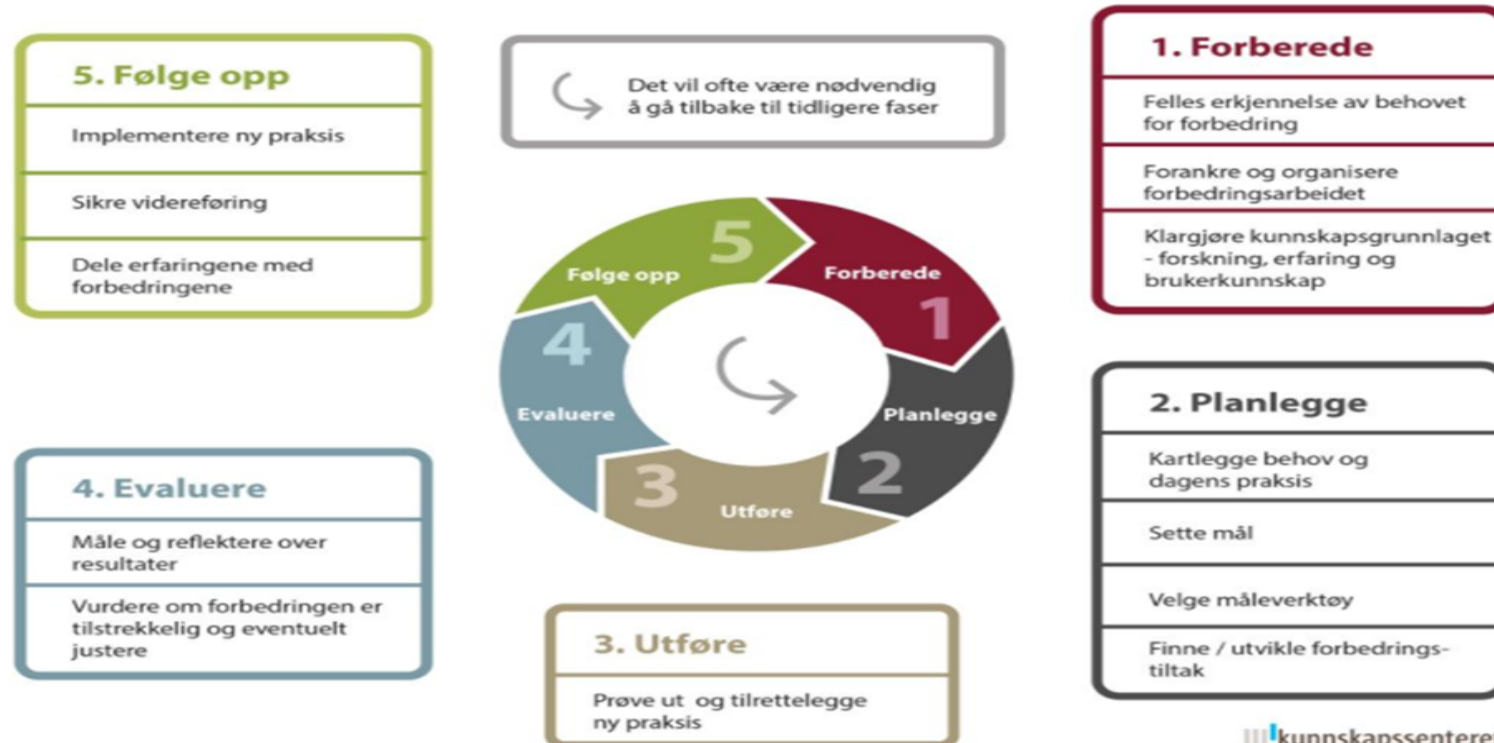 5. Følge opp
Implementere ny praksis
Sikre videreføring
Dele erfaringene med
forbedringene
Det vil ofte være nødvendig
å gå tilbake til tidligere faser
1. Forberede
Felles erkjennelse av behovet
for forbedring
Forankre og organisere
forbedringsarbeidet
Klargjøre kunnskapsgrunnlaget
- forskning, erfaring og
brukerkunnskap
5
Følge opp
Forberede
1
4
Evaluere
Planlegge
2
3
Utføre
2. Planlegge
Kartlegge behov og
dagens praksis
Sette mål
Velge måleverktøy
Finne / utvikle forbedrings-
tiltak
4. Evaluere
Måle og reflektere over
resultater
Vurdere om forbedringen er
tilstrekkelig og eventuelt
justere
3. Utføre
Prøve ut og tilrettelegge
ny praksis
kunnskapssenteret